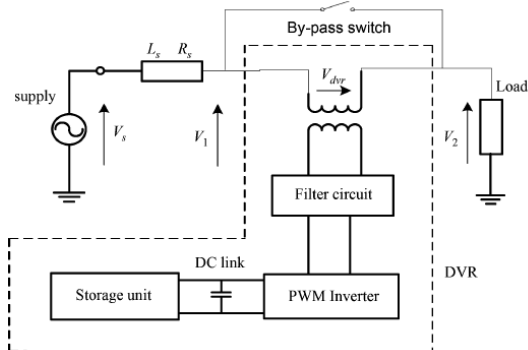 By-pass switch
L_s R_s
V_dvr
supply
Load
V_s
V_1
V_2
Filter circuit
DC link
DVR
Storage unit
PWM Inverter